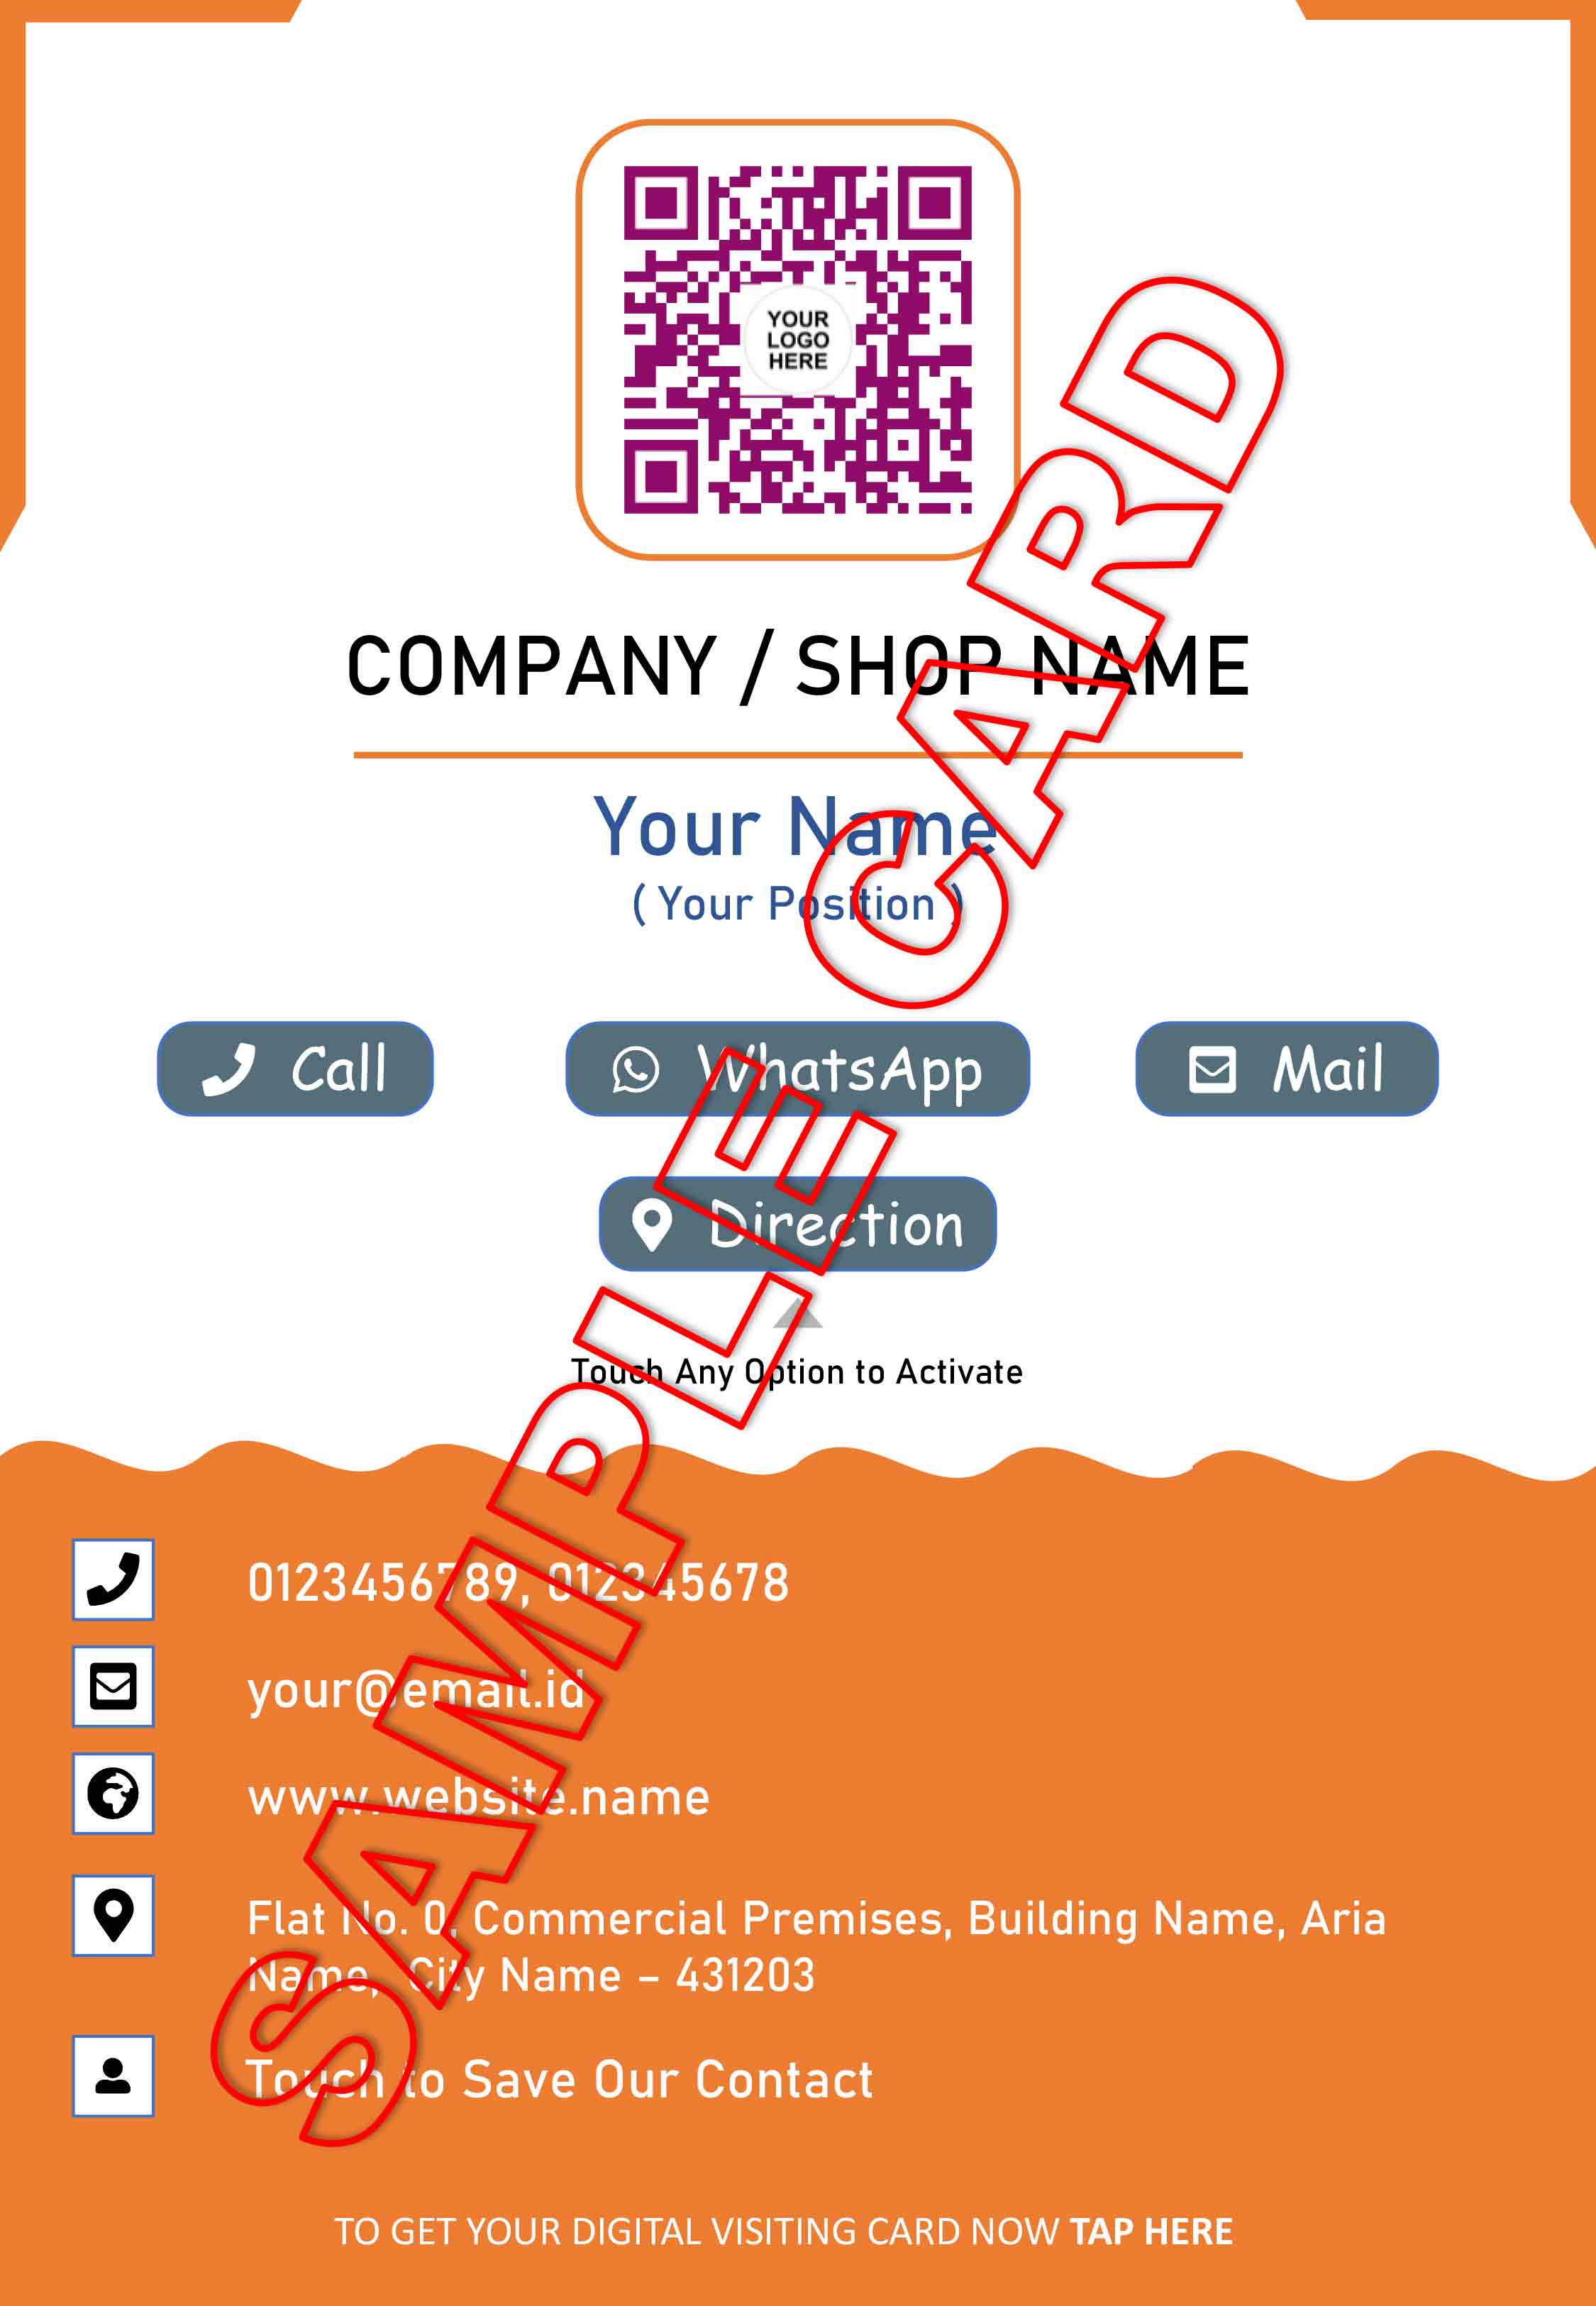 YOUR
LOGO
HERE
COMPANY / SHOP NAME
Your Name
( Your Position )
Call
WhatsApp
Mail
Direction
Touch Any Option to Activate
0123456789, 012345678
your@email.id
www.website.name
Flat No. 0, Commercial Premises, Building Name, Aria
Name, City Name – 431203
Touch to Save Our Contact
TO GET YOUR DIGITAL VISITING CARD NOW TAP HERE
SAMPLE CARD